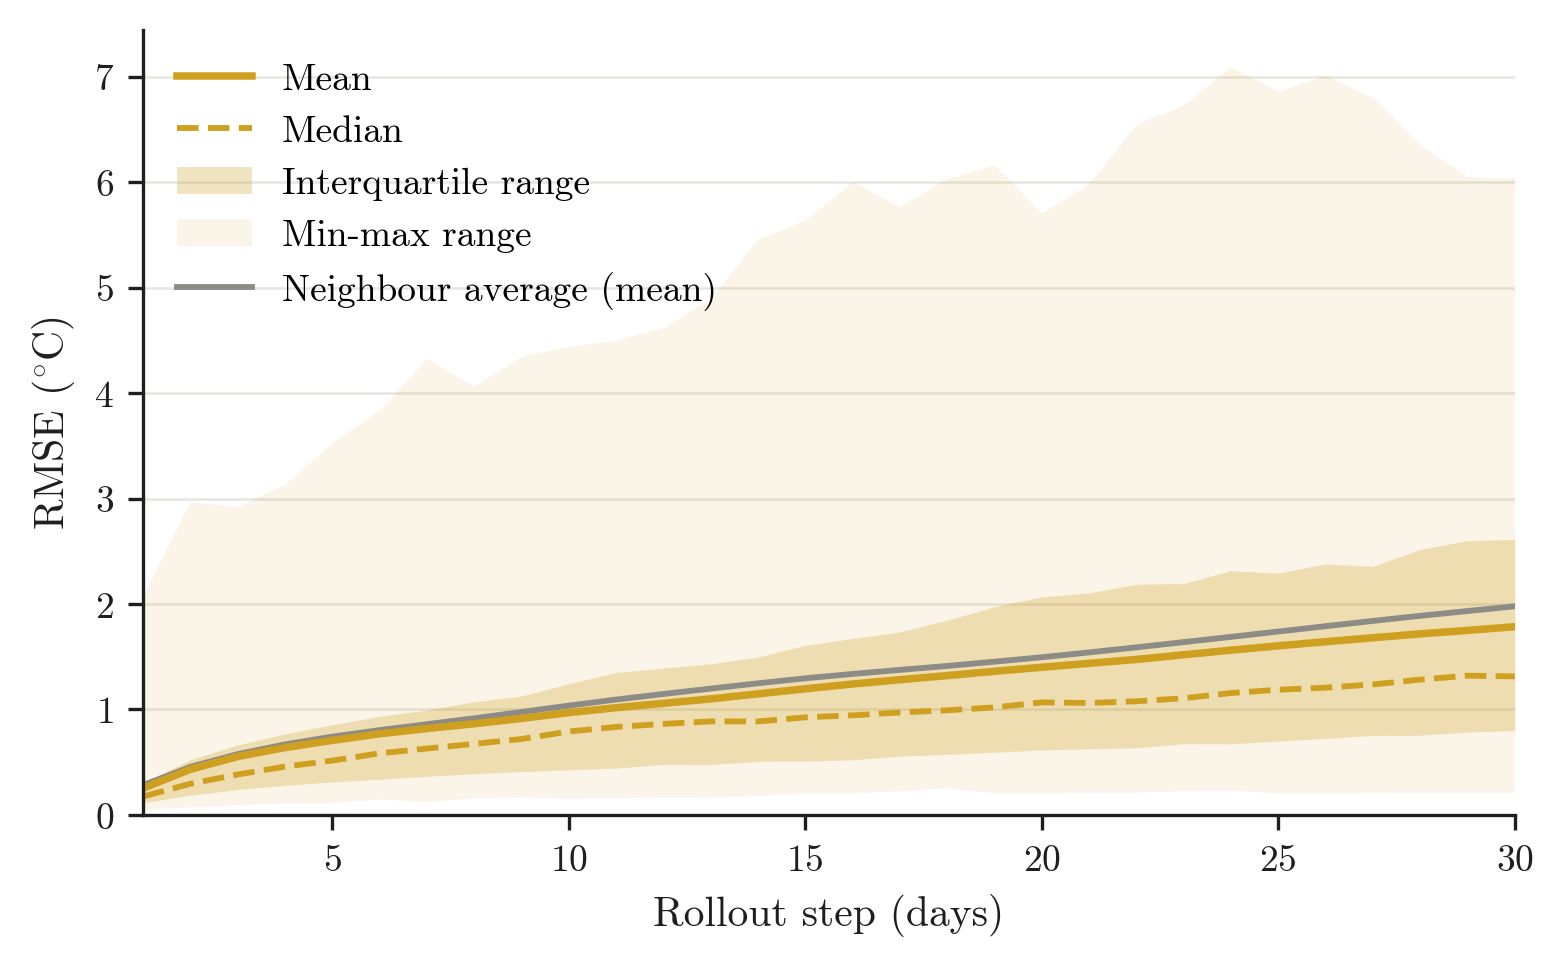 7
6
5
4
3
2
1
0
RMSE (°C)
Mean
Median
Interquartile range
Min-max range
Neighbour average (mean)
5 10 15 20 25 30
Rollout step (days)